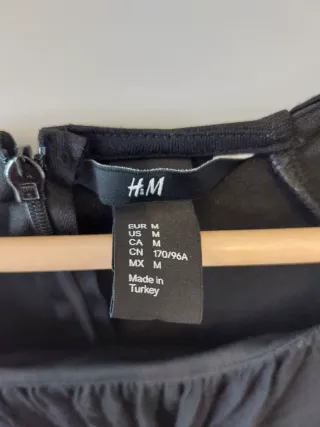 H&M
EUR M
US M
CA M
CN 170/96A
MX M
Made in
Turkey